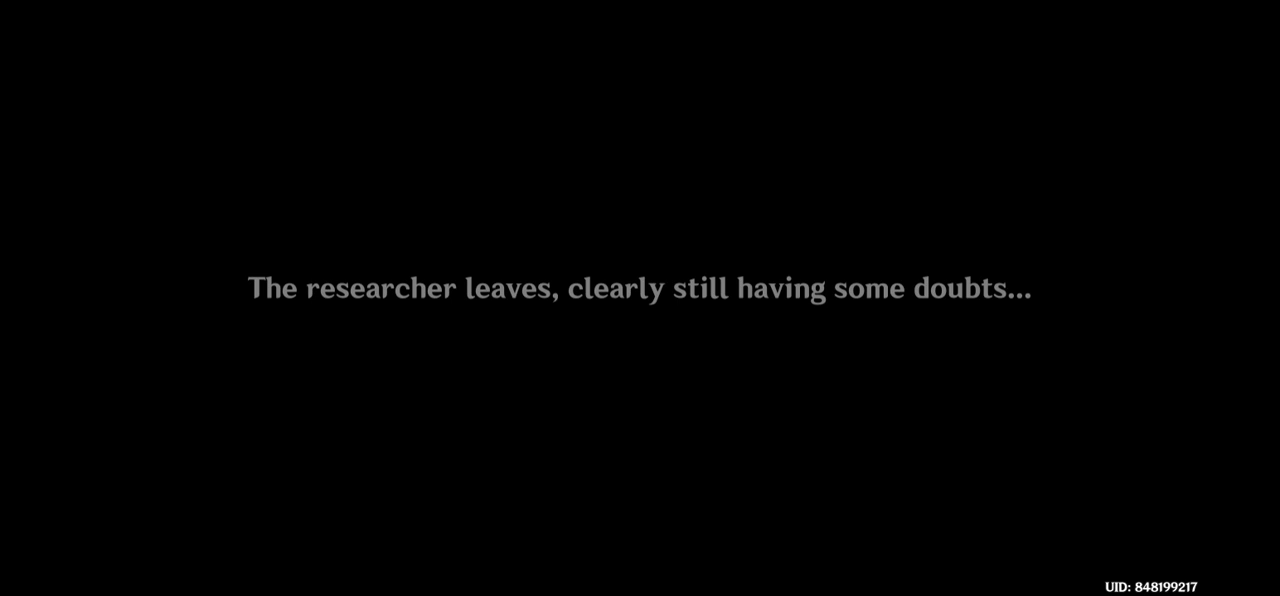 The researcher leaves, clearly still having some doubts...
UID: 848199217